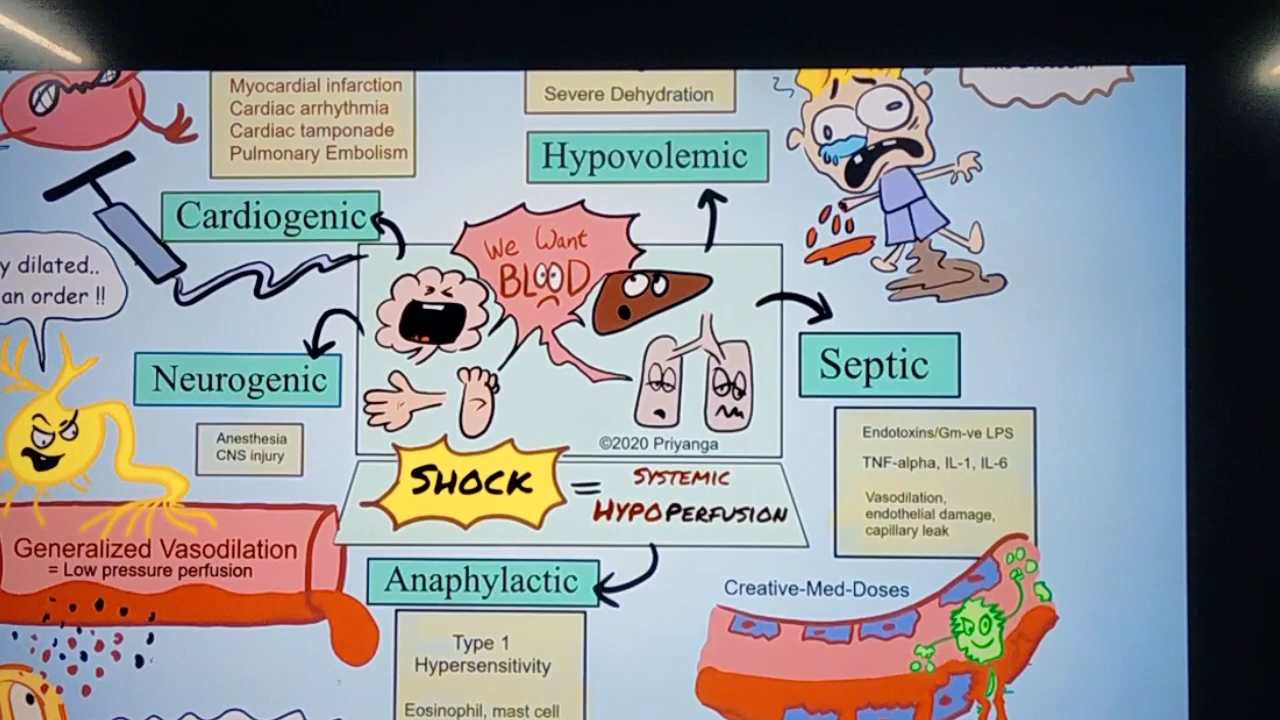 Myocardial infarction
Cardiac arrhythmia
Cardiac tamponade
Pulmonary Embolism
Severe Dehydration
Hypovolemic
Cardiogenic
We Want
BLOOD
y dilated..
an order !!
Neurogenic
Anesthesia
CNS injury
Septic
Endotoxins/Gm-ve LPS
TNF-alpha, IL-1, IL-6
Vasodilation,
endothelial damage,
capillary leak
©2020 Priyanga
SHOCK = SYSTEMIC
HYPOPERFUSION
Generalized Vasodilation
= Low pressure perfusion
Anaphylactic
Type 1
Hypersensitivity
Eosinophil, mast cell
Creative-Med-Doses